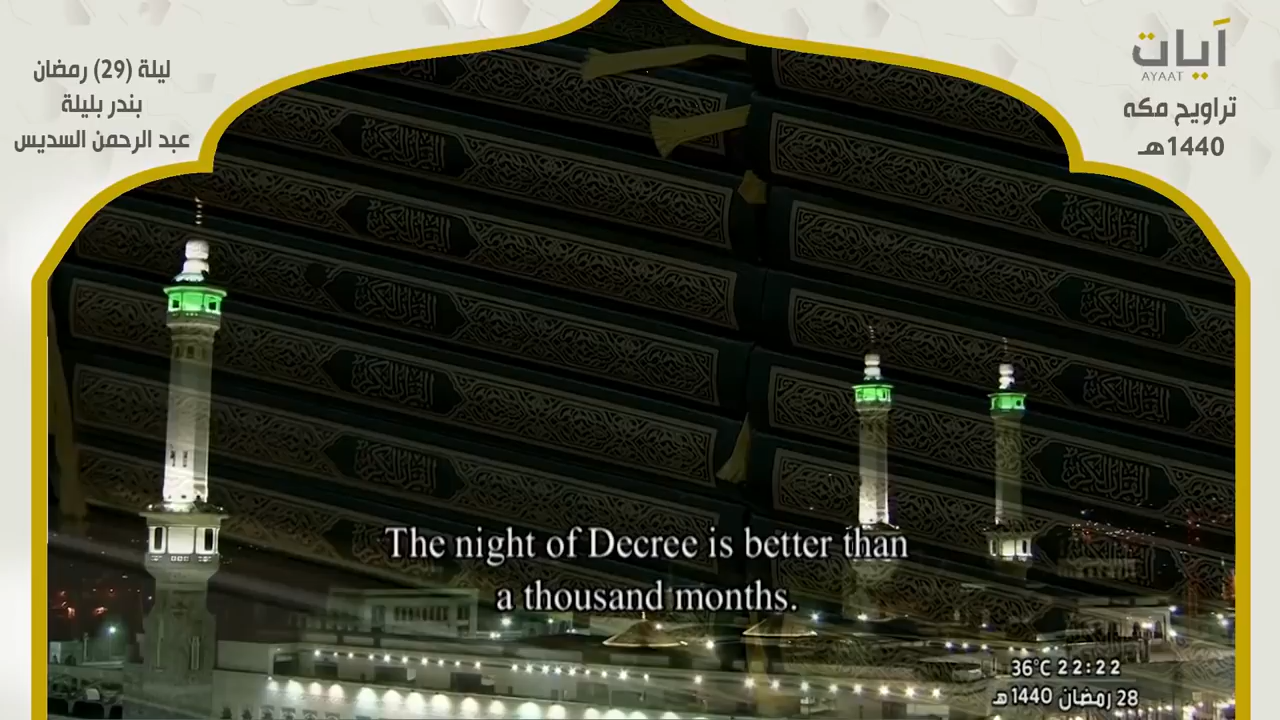 ليلة (29) رمضان
بندر بليلة
عبد الرحمن السديس
آيات
AYAAT
تراويح مكه
1440هـ
The night of Decree is better than
a thousand months.
36°C 22:22
28 رمضان 1440هـ